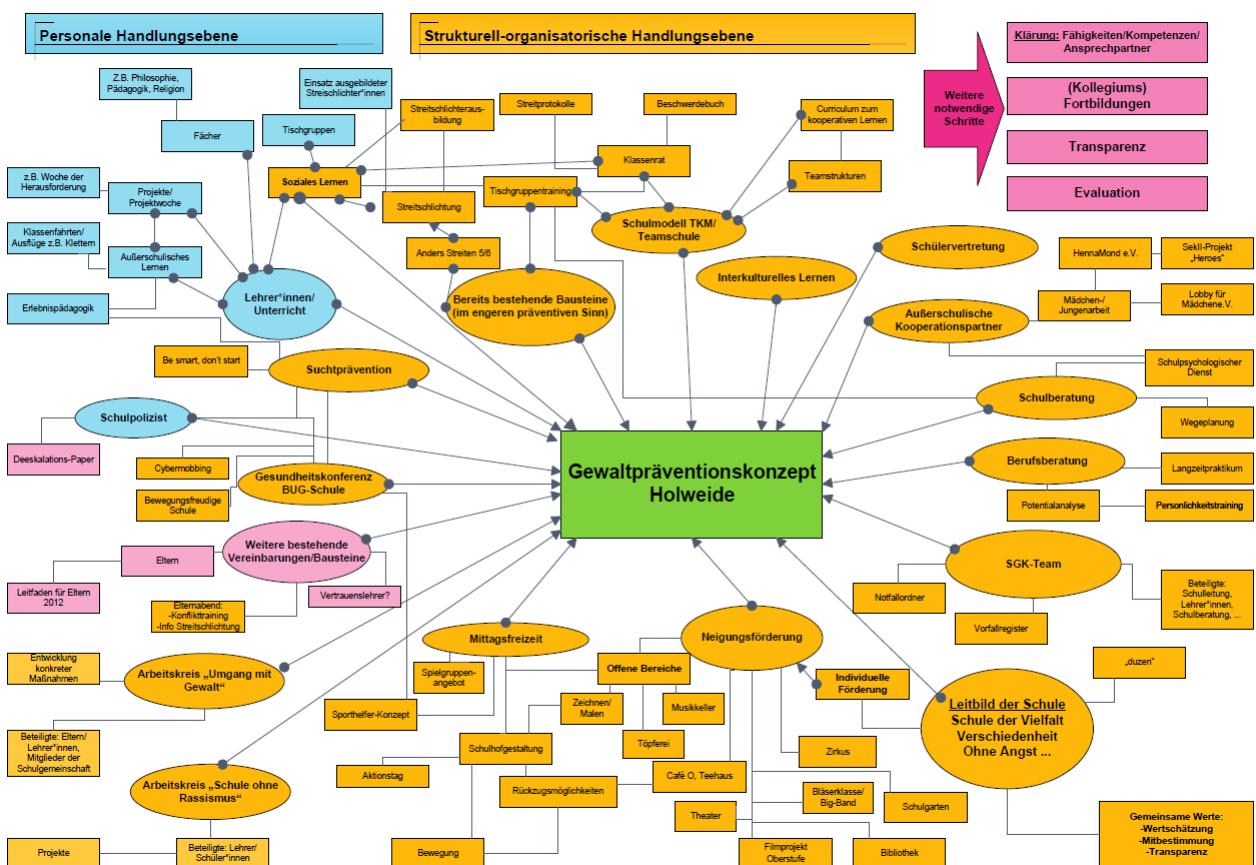 Personale Handlungsebene
Strukturell-organisatorische Handlungsebene
Klärung: Fähigkeiten/Kompetenzen/
Ansprechpartner
(Kollegiums)
Fortbildungen
Transparenz
Evaluation
Weitere
notwendige
Schritte
Z.B. Philosophie,
Pädagogik, Religion
Einsatz ausgebildeter
Streischlichter*innen
Fächer
Tischgruppen
Streitschlichteraus-
bildung
Streitprotokolle
Beschwerdebuch
Curriculum zum
kooperativen Lernen
Klassenrat
Teamstrukturen
z.B. Woche der
Herausforderung
Projekte/
Projektwoche
Soziales Lernen
Streitschlichtung
Tischgruppentraining
Schulmodell TKM/
Teamschule
Klassenfahrten/
Ausflüge z.B. Klettern
Außerschulisches
Lernen
Anders Streiten 5/6
Interkulturelles Lernen
Schülervertretung
HennaMond e.V.
SekII-Projekt
„Heroes"
Erlebnispädagogik
Lehrer*innen/
Unterricht
Bereits bestehende Bausteine
(im engeren präventiven Sinn)
Außerschulische
Kooperationspartner
Mädchen-/
Jungenarbeit
Lobby für
Mädchene.V.
Be smart, don't start
Suchtprävention
Schulpsychologischer
Dienst
Schulberatung
Wegeplanung
Schulpolizist
Deeskalations-Paper
Cybermobbing
Bewegungsfreudige
Schule
Gesundheitskonferenz
BUG-Schule
Gewaltpräventionskonzept
Holweide
Berufsberatung
Langzeitpraktikum
Potentialanalyse
Persönlichkeitstraining
Weitere bestehende
Vereinbarungen/Bausteine
Eltern
Leitfaden für Eltern
2012
Vertrauenslehrer?
Elternabend:
-Konflikttraining
-Info Streitschlichtung
SGK-Team
Notfallordner
Vorfallregister
Beteiligte:
Schulleitung,
Lehrer*innen,
Schulberatung, ...
Entwicklung
konkreter
Maßnahmen
Arbeitskreis „Umgang mit
Gewalt"
Beteiligte: Eltern/
Lehrer*innen,
Mitglieder der
Schulgemeinschaft
Mittagsfreizeit
Spielgruppen-
angebot
Neigungsförderung
Offene Bereiche
Individuelle
Förderung
„duzen"
Leitbild der Schule
Schule der Vielfalt
Verschiedenheit
Ohne Angst ...
Sporthelfer-Konzept
Zeichnen/
Malen
Musikkeller
Töpferei
Zirkus
Schulhofgestaltung
Aktionstag
Rückzugsmöglichkeiten
Café O, Teehaus
Bläserklasse/
Big-Band
Schulgarten
Arbeitskreis „Schule ohne
Rassismus"
Theater
Projekte
Beteiligte: Lehrer/
Schüler*innen
Bewegung
Filmprojekt
Oberstufe
Bibliothek
Gemeinsame Werte:
-Wertschätzung
-Mitbestimmung
-Transparenz